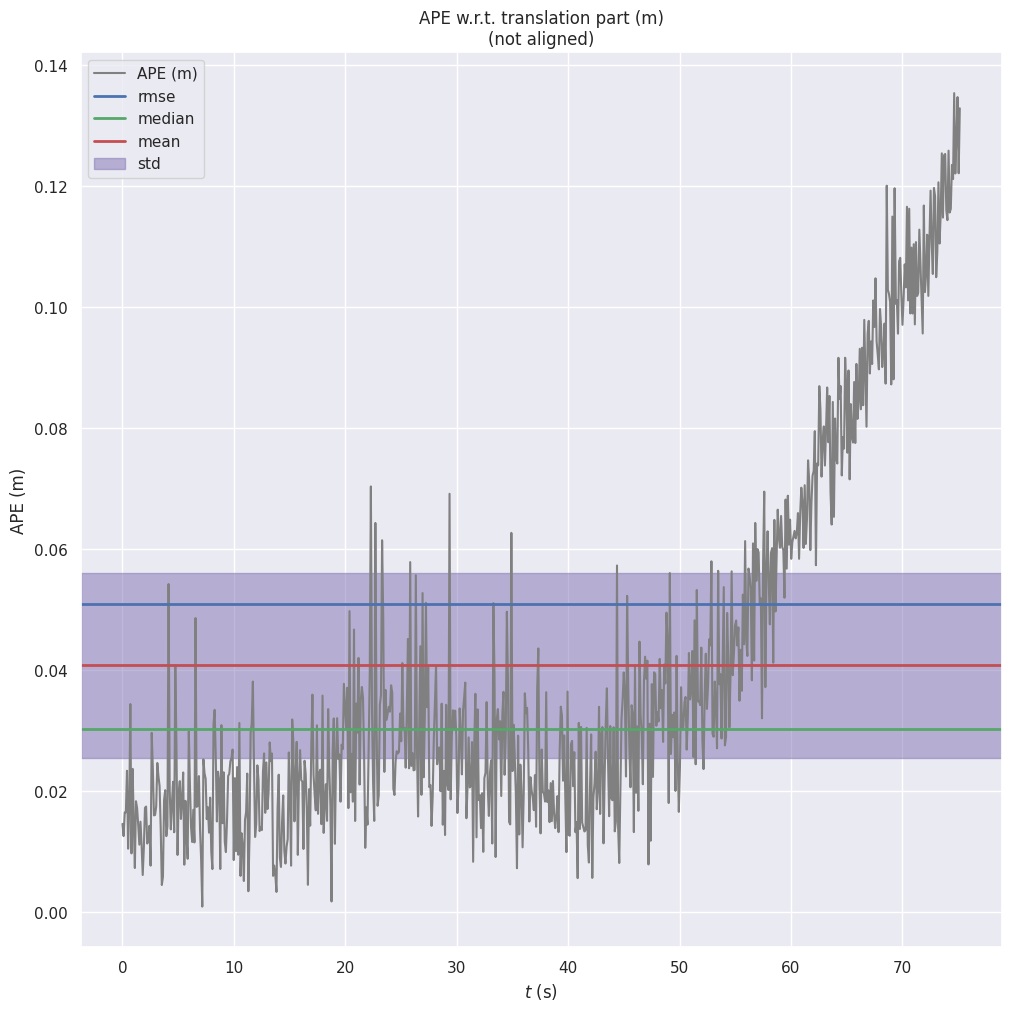 APE w.r.t. translation part (m)
(not aligned)
APE (m)
rmse
median
mean
std
0.14
0.12
0.10
0.08
0.06
0.04
0.02
0.00
APE (m)
0 10 20 30 40 50 60 70
t (s)